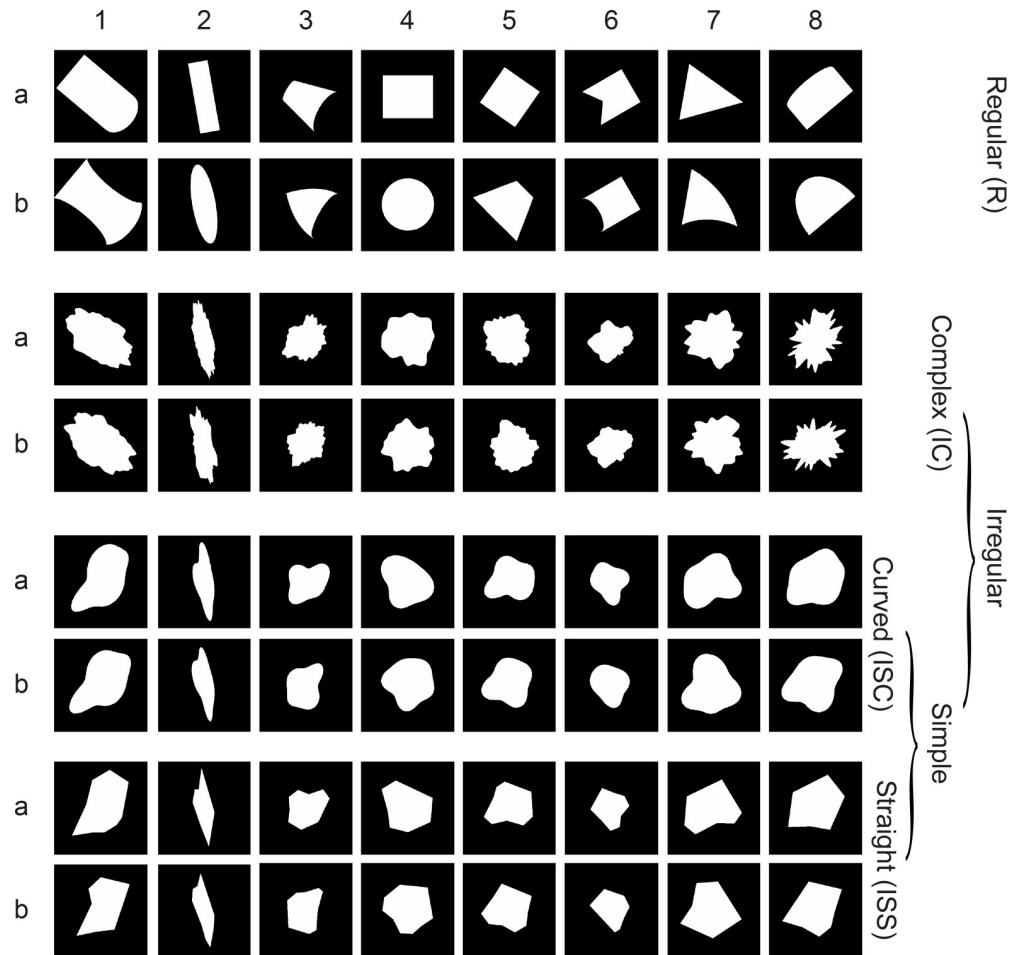 1 2 3 4 5 6 7 8
a
b
Regular (R)
a
b
Complex (IC)
a
b
Curved (ISC)
a
b
Straight (ISS)
Simple
Irregular